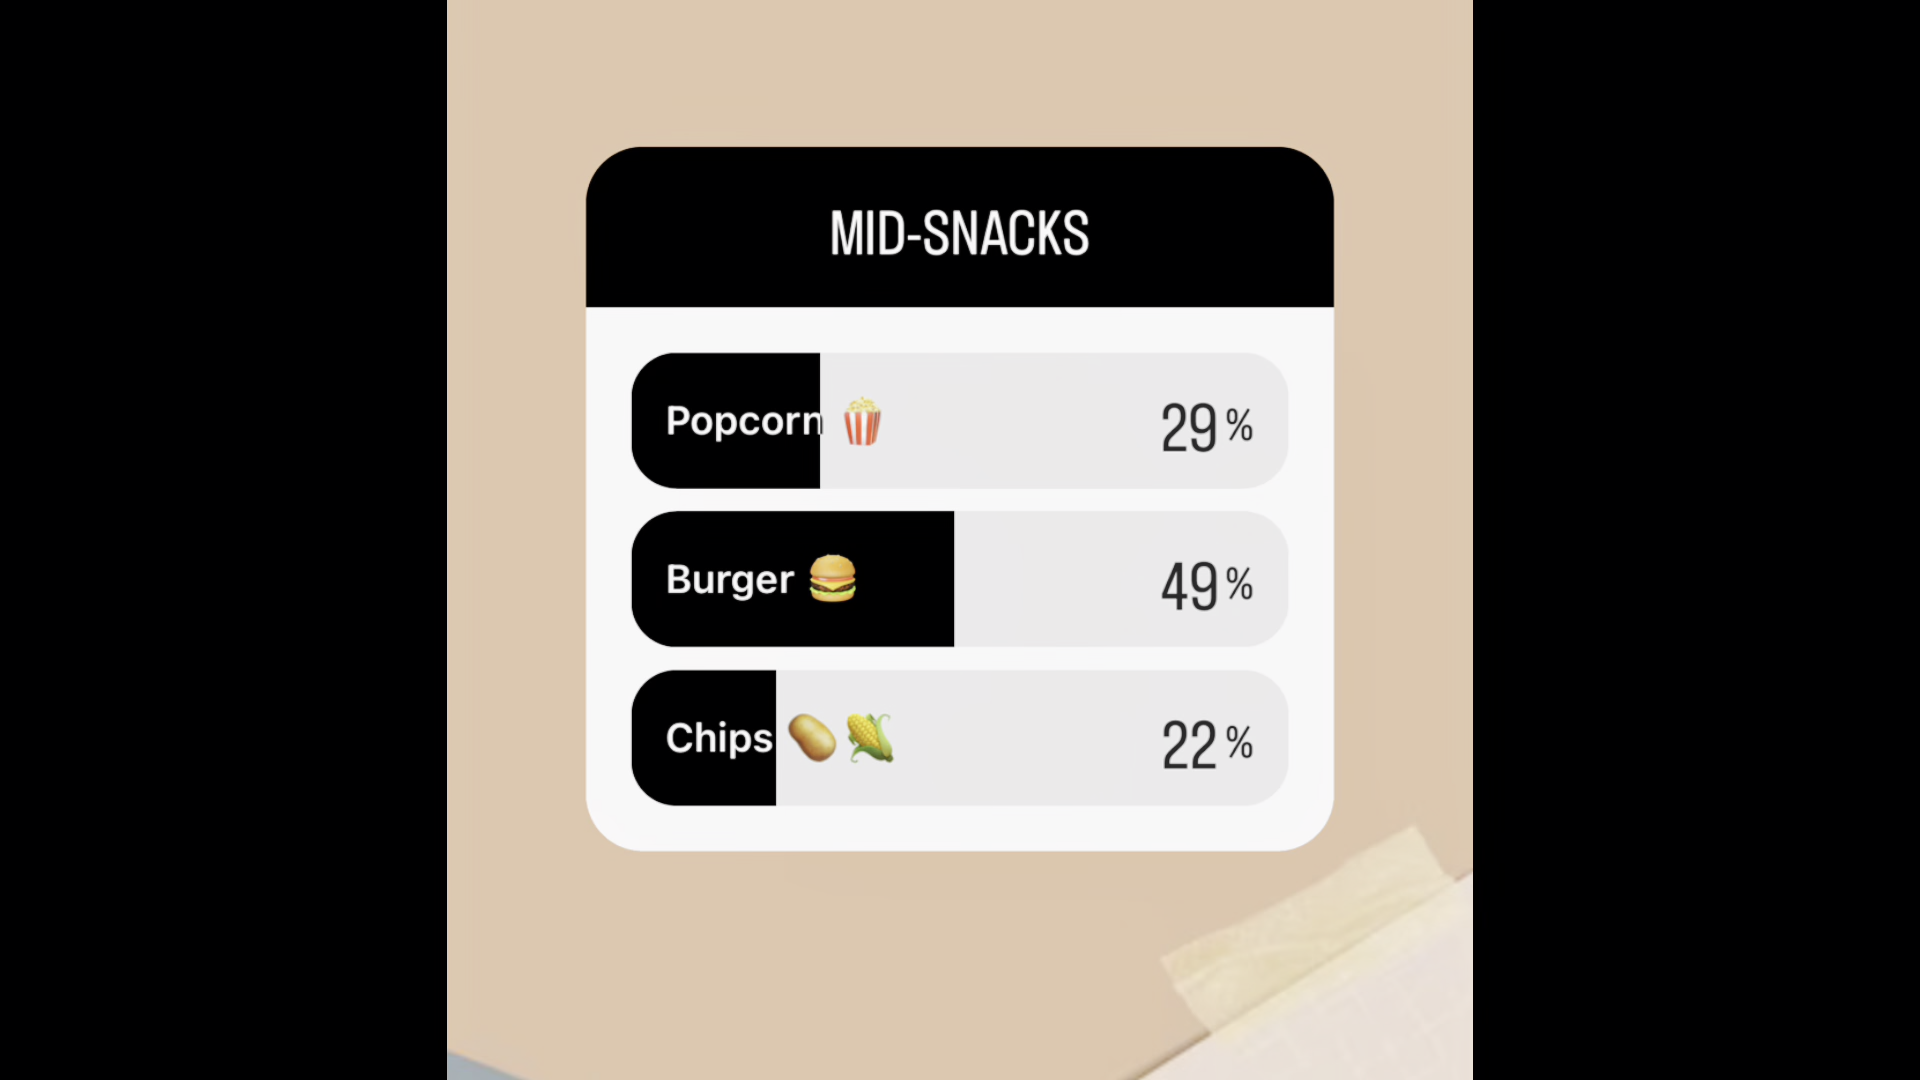 MID-SNACKS
Popcorn 🍿 29%
Burger 🍔 49%
Chips 🥔🌽 22%